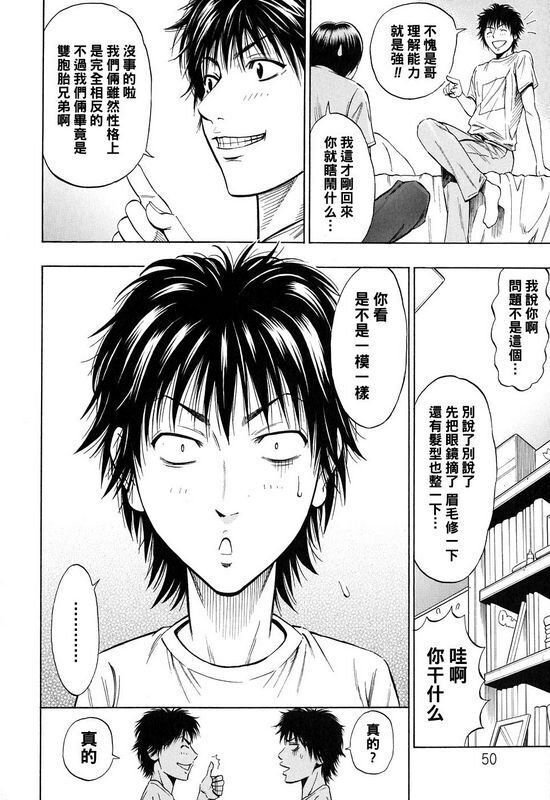 不愧是哥
理解能力
就是強!!
我這才剛回來
你就瞎鬧什么…
沒事的啦
我們倆雖然性格上
是完全相反的
不過我們倆畢竟是
雙胞胎兄弟啊
我說你啊
問題不是這個…
別說了別說了
先把眼鏡摘了 眉毛修一下
還有髮型也整一下…
哇啊
你干什么
你看
是不是一模一樣
…………
真的?
真的
50